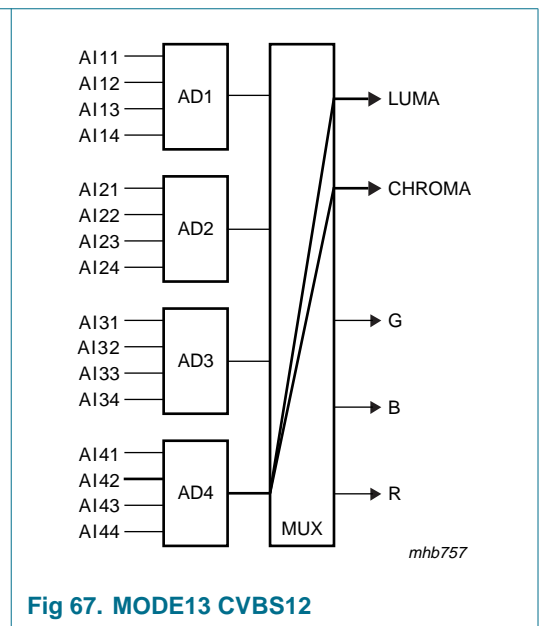 AI11
AI12
AI13
AI14
AD1
LUMA
CHROMA
AI21
AI22
AI23
AI24
AD2
AI31
AI32
AI33
AI34
AD3
G
B
AI41
AI42
AI43
AI44
AD4
R
MUX
mhb757
Fig 67. MODE13 CVBS12